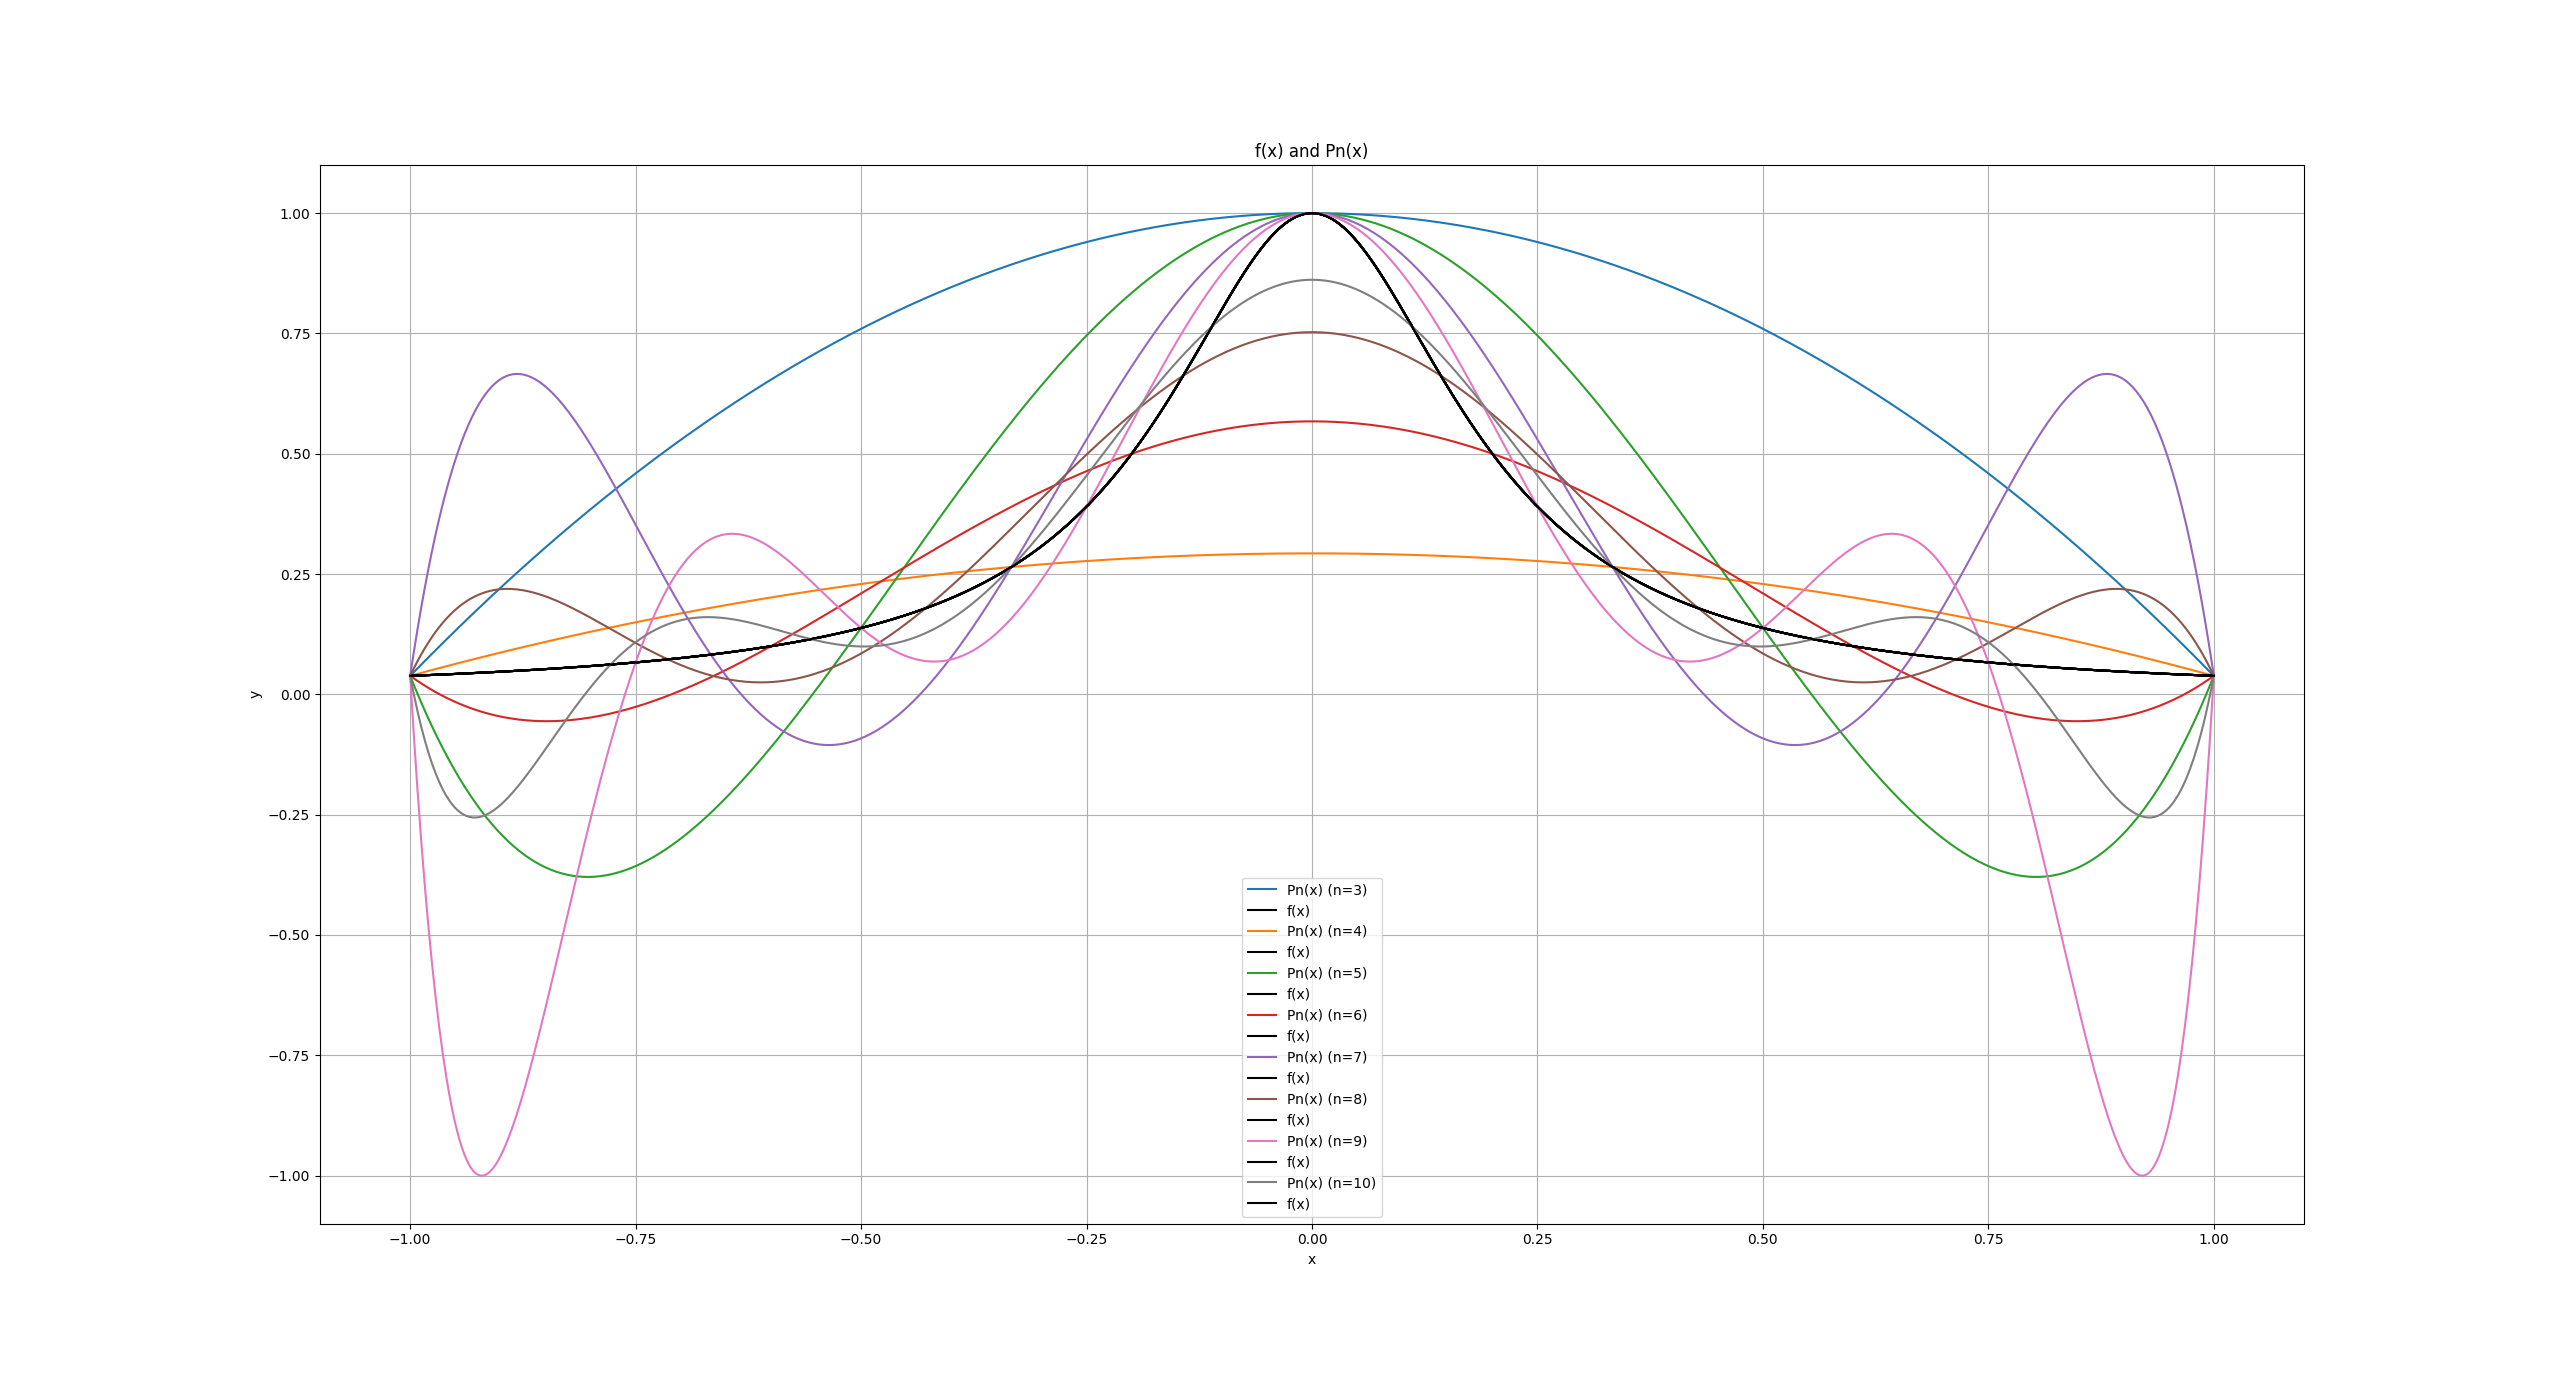 f(x) and Pn(x)
y
1.00
0.75
0.50
0.25
0.00
−0.25
−0.50
−0.75
−1.00
Pn(x) (n=3)
f(x)
Pn(x) (n=4)
f(x)
Pn(x) (n=5)
f(x)
Pn(x) (n=6)
f(x)
Pn(x) (n=7)
f(x)
Pn(x) (n=8)
f(x)
Pn(x) (n=9)
f(x)
Pn(x) (n=10)
f(x)
−1.00 −0.75 −0.50 −0.25 0.00 0.25 0.50 0.75 1.00
x